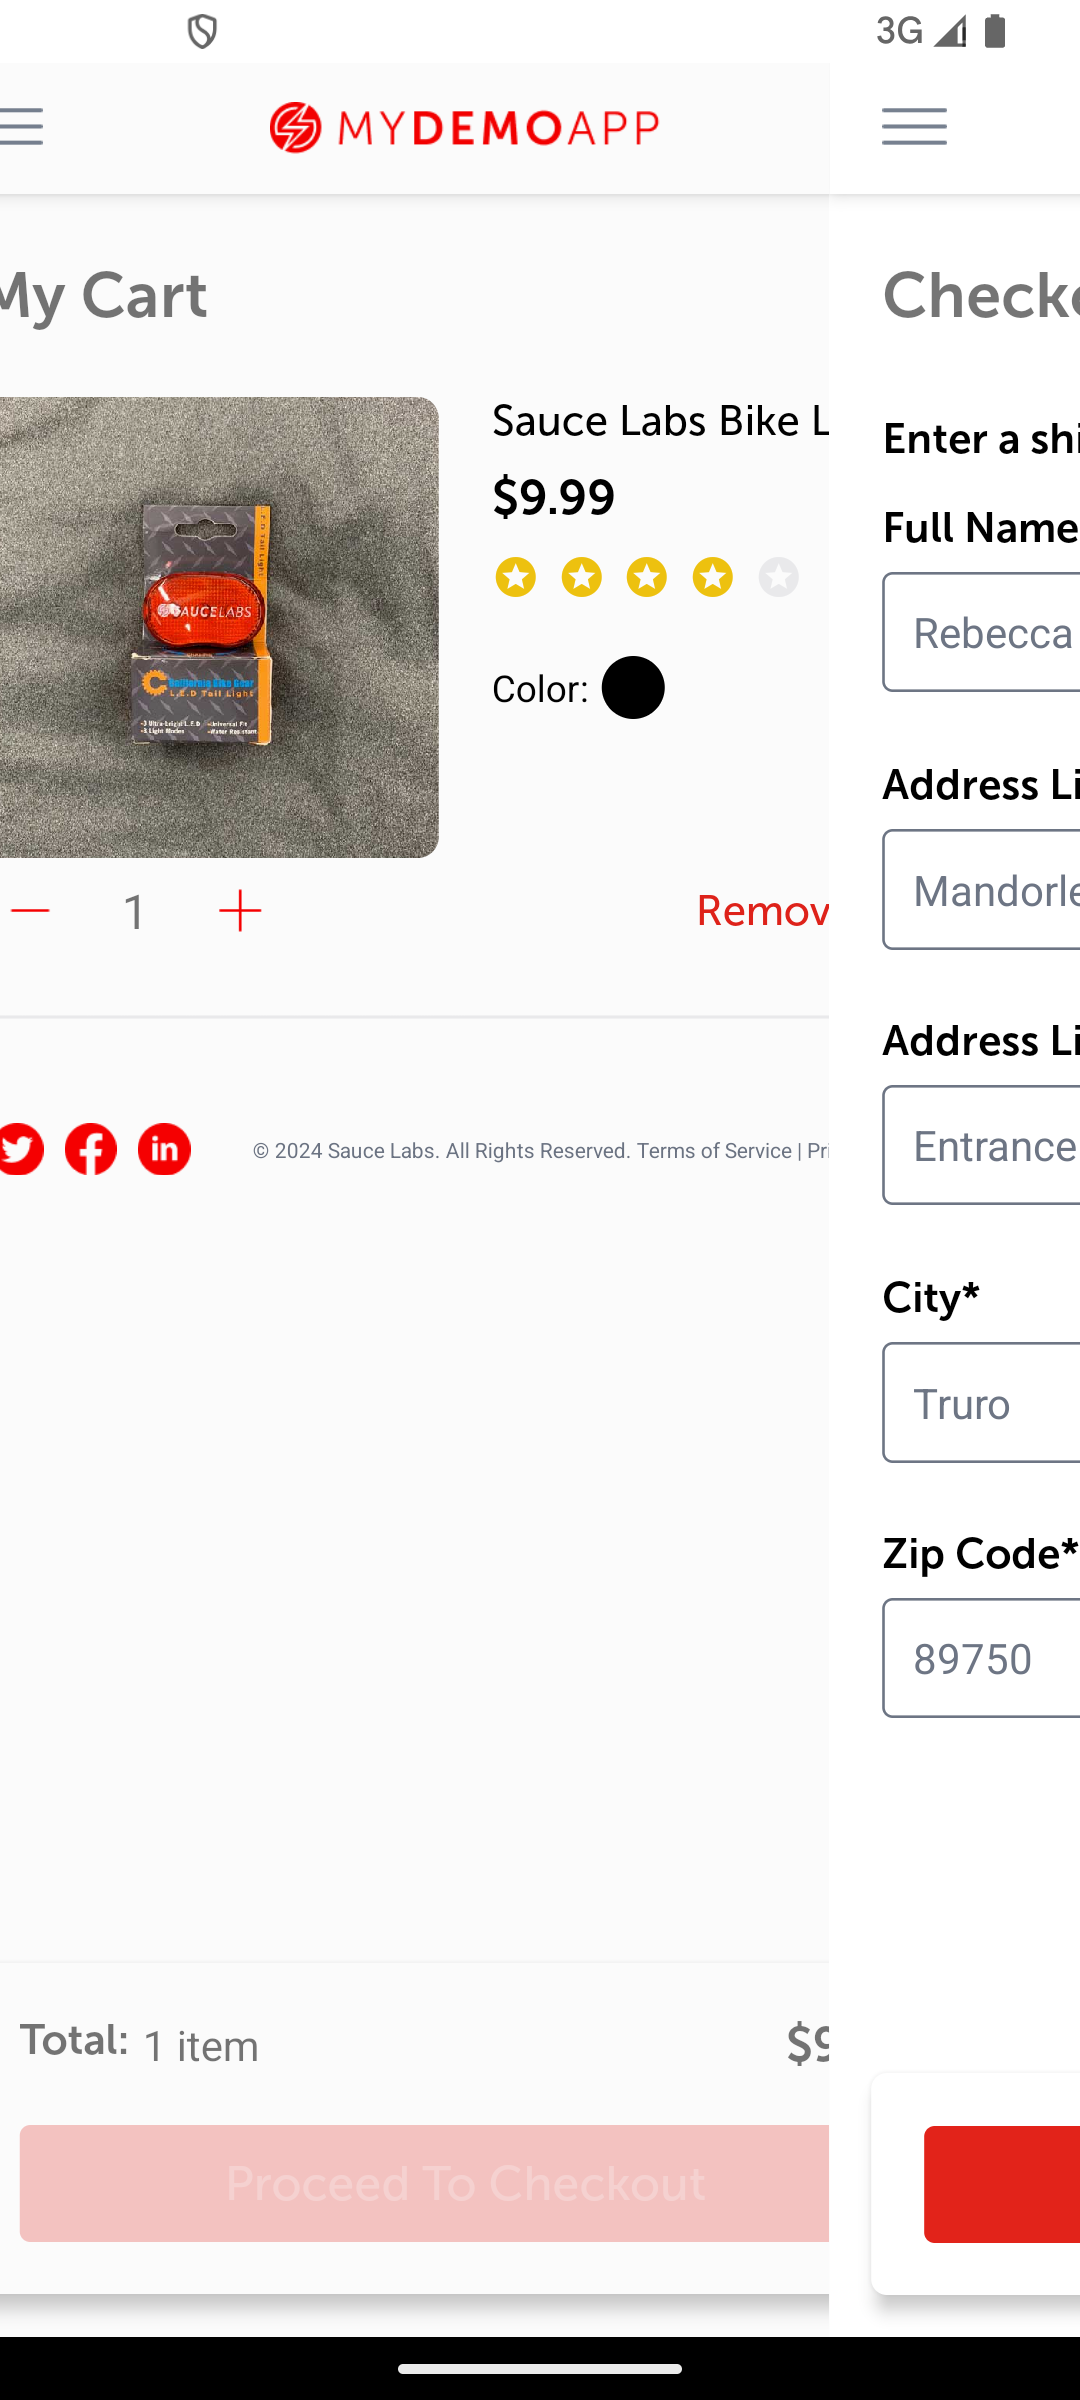 3G
MYDEMOAPP
My Cart
Sauce Labs Bike L
$9.99
Color:
SAUCELABS
California Bike Gear
L.E.D Tail Light
1
Remov
© 2024 Sauce Labs. All Rights Reserved. Terms of Service | Pri
Total: 1 item
$9
Proceed To Checkout
Checko
Enter a shi
Full Name
Rebecca
Address Li
Mandorle
Address Li
Entrance
City*
Truro
Zip Code*
89750